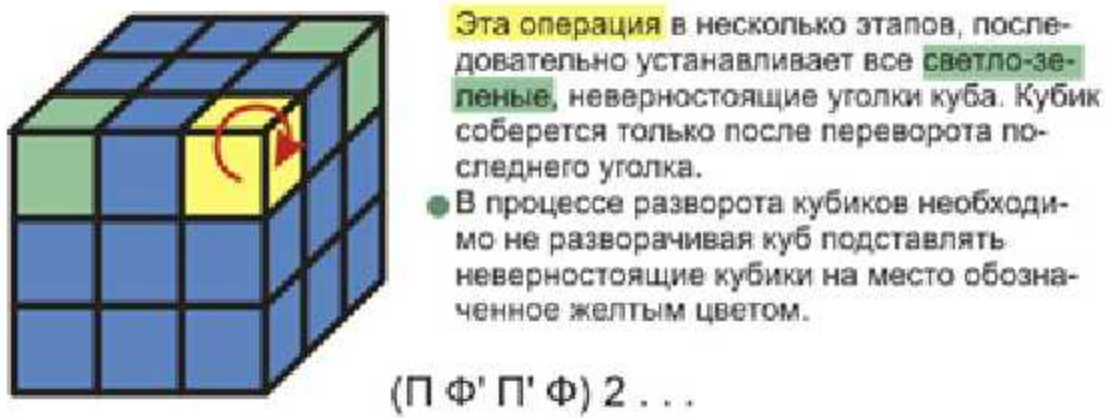 Эта операция в несколько этапов, после-
довательно устанавливает все светло-зе-
леные, неверностоящие уголки куба. Кубик
соберется только после переворота по-
следнего уголка.
В процессе разворота кубиков необходи-
мо не разворачивая куб подставлять
неверностоящие кубики на место обозна-
ченное желтым цветом.
(П Ф' П' Ф) 2 . . .